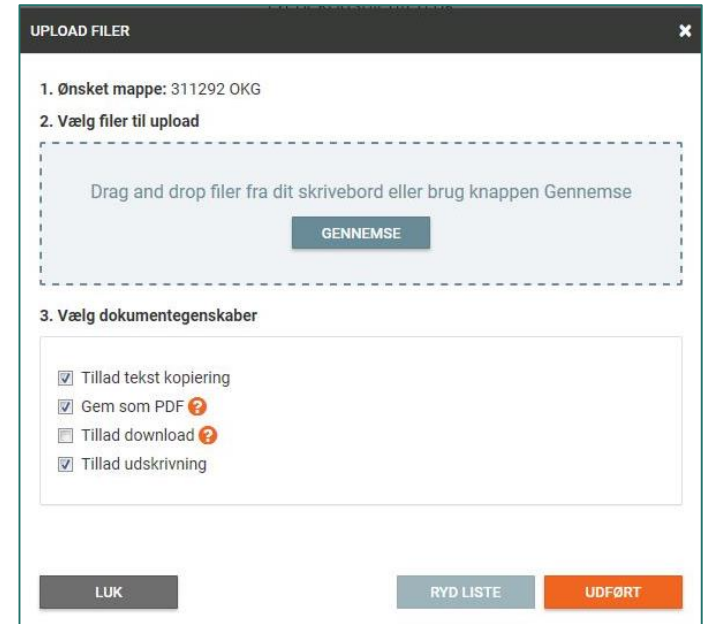 UPLOAD FILER
1. Ønsket mappe: 311292 OKG
2. Vælg filer til upload
Drag and drop filer fra dit skrivebord eller brug knappen Gennemse
GENNEMSE
3. Vælg dokumentegenskaber
Tillad tekst kopiering
Gem som PDF ?
Tillad download ?
Tillad udskrivning
LUK RYD LISTE UDFØRT